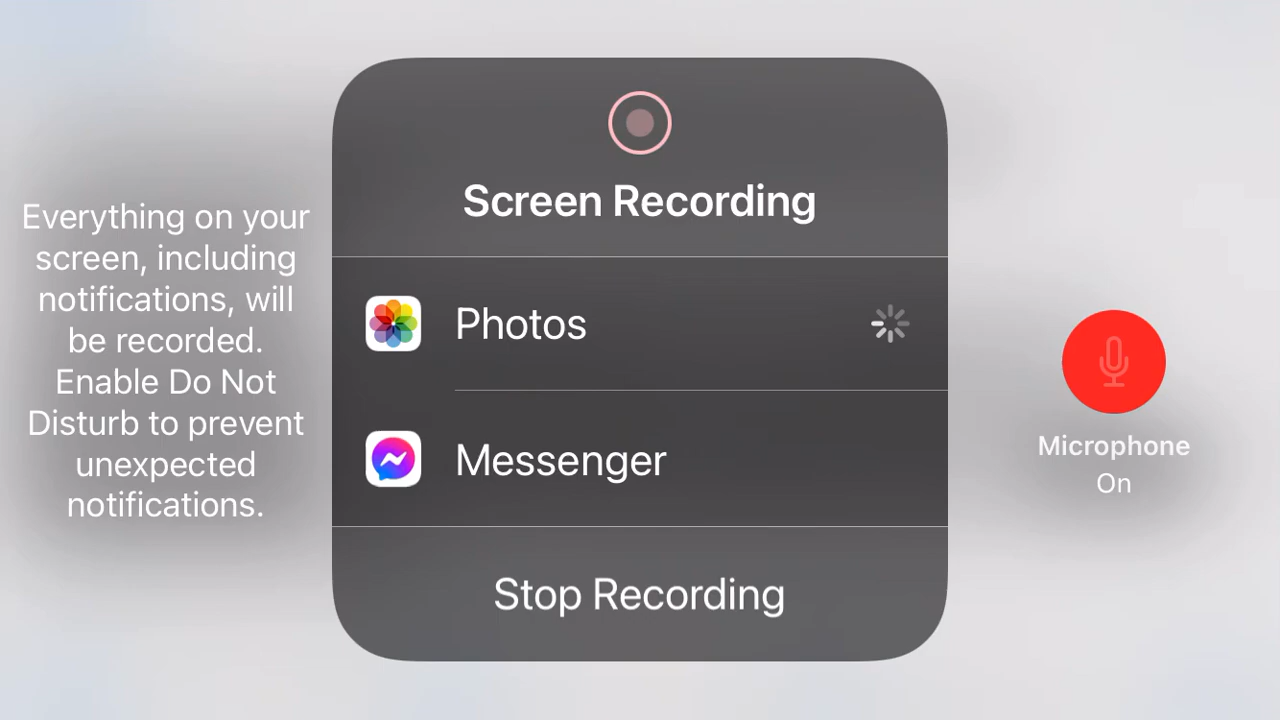 Everything on your
screen, including
notifications, will
be recorded.
Enable Do Not
Disturb to prevent
unexpected
notifications.
Screen Recording
Photos
Messenger
Stop Recording
Microphone
On